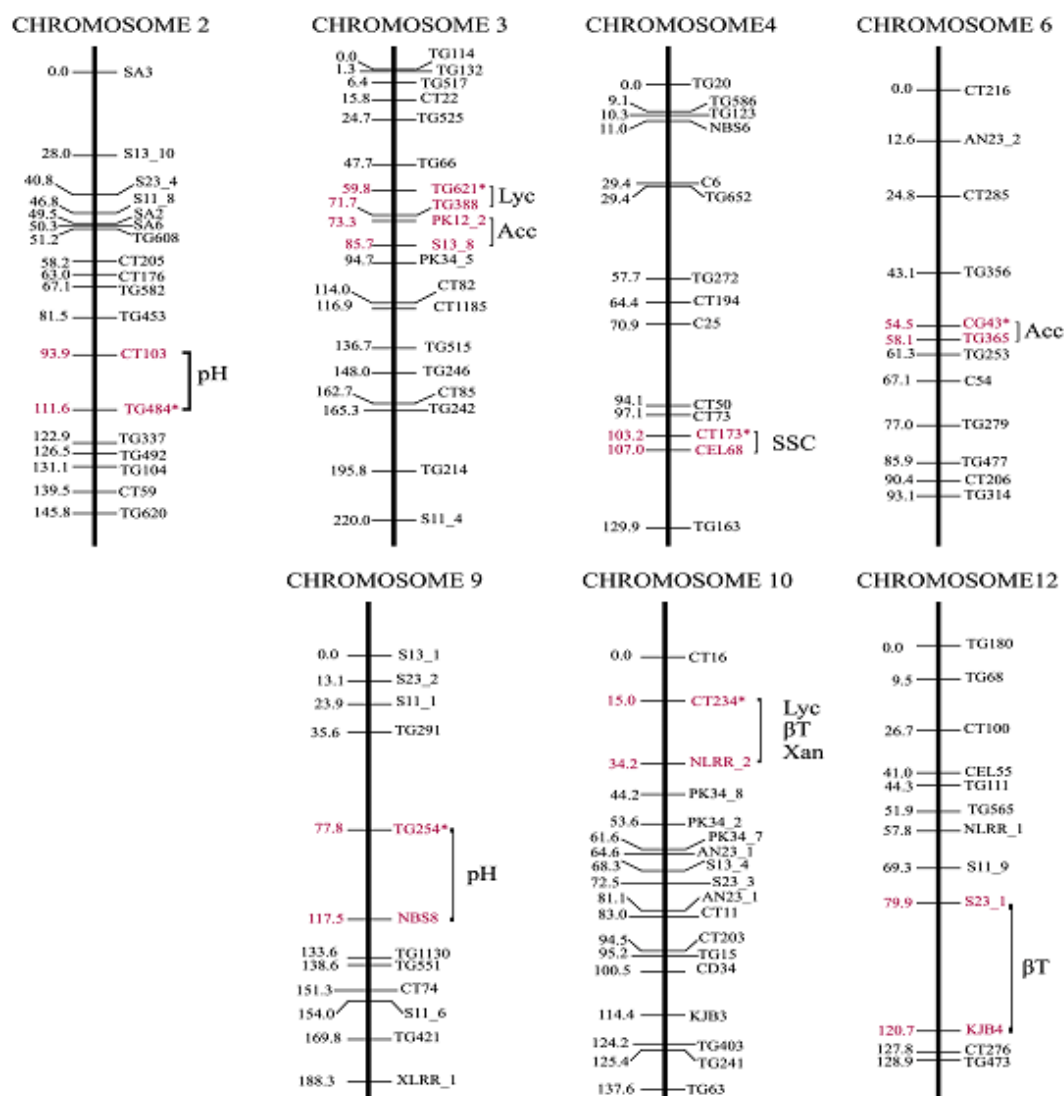 CHROMOSOME 2
0.0 SA3
28.0 S13_10
40.8 S23_4
46.8 S11_8
49.5 SA2
50.3 SA6
51.2 TG608
58.2 CT205
63.0 CT176
67.1 TG582
81.5 TG453
93.9 CT103
pH
111.6 TG484*
122.9 TG337
126.5 TG492
131.1 TG104
139.5 CT59
145.8 TG620
CHROMOSOME 3
0.0 TG114
1.3 TG132
6.4 TG517
15.8 CT22
24.7 TG525
47.7 TG66
59.8 TG621*
Lyc
71.7 TG388
73.3 PK12_2
Acc
85.7 S13_8
94.7 PK34_5
114.0 CT82
116.9 CT1185
136.7 TG515
148.0 TG246
162.7 CT85
165.3 TG242
195.8 TG214
220.0 S11_4
CHROMOSOME4
0.0 TG20
9.1 TG586
10.3 TG123
11.0 NBS6
29.4 C6
29.4 TG652
57.7 TG272
64.4 CT194
70.9 C25
94.1 CT50
97.1 CT73
103.2 CT173*
SSC
107.0 CEL68
129.9 TG163
CHROMOSOME 6
0.0 CT216
12.6 AN23_2
24.8 CT285
43.1 TG356
54.5 CG43*
Acc
58.1 TG365
61.3 TG253
67.1 C54
77.0 TG279
85.9 TG477
90.4 CT206
93.1 TG314
CHROMOSOME 9
0.0 S13_1
13.1 S23_2
23.9 S11_1
35.6 TG291
77.8 TG254*
pH
117.5 NBS8
133.6 TG1130
138.6 TG551
151.3 CT74
154.0 S11_6
169.8 TG421
188.3 XLRR_1
CHROMOSOME 10
0.0 CT16
15.0 CT234*
Lyc
βT
Xan
34.2 NLRR_2
44.2 PK34_8
53.6 PK34_2
61.6 PK34_7
64.6 AN23_1
68.3 S13_4
72.5 S23_3
81.1 AN23_1
83.0 CT11
94.5 CT203
95.2 TG15
100.5 CD34
114.4 KJB3
124.2 TG403
125.4 TG241
137.6 TG63
CHROMOSOME12
0.0 TG180
9.5 TG68
26.7 CT100
41.0 CEL55
44.3 TG111
51.9 TG565
57.8 NLRR_1
69.3 S11_9
79.9 S23_1
βT
120.7 KJB4
127.8 CT276
128.9 TG473